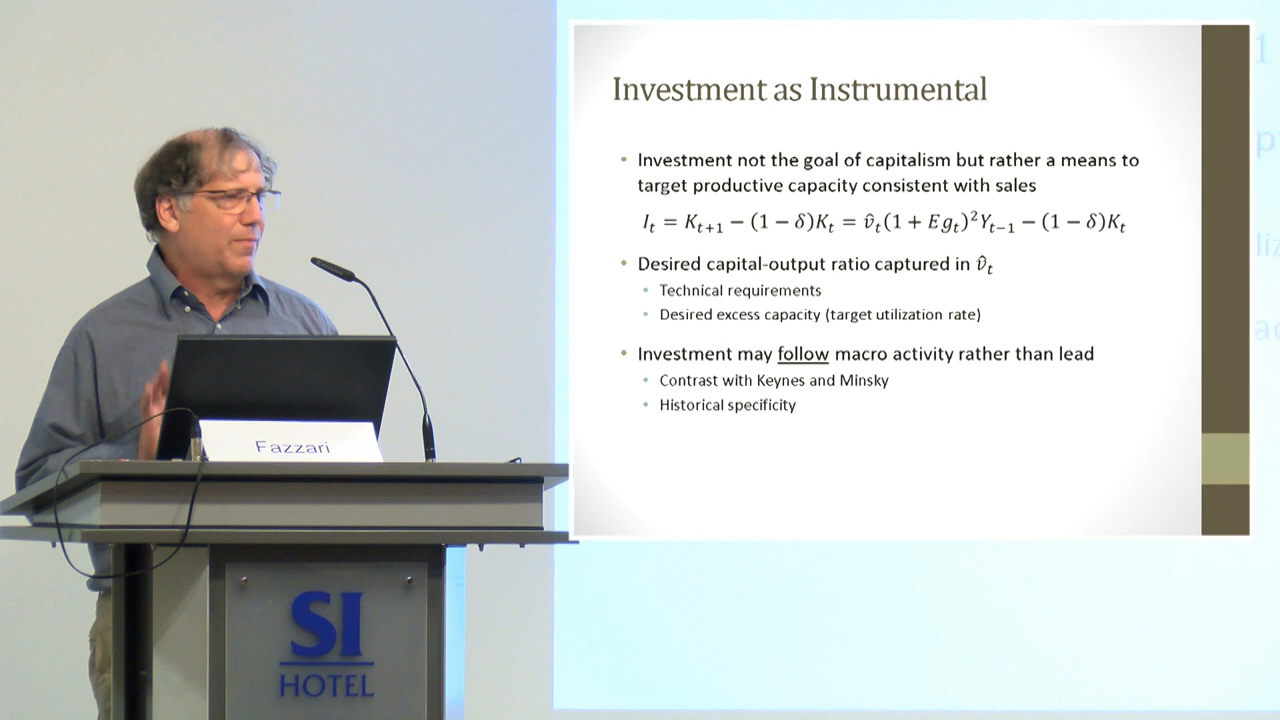 Investment as Instrumental
• Investment not the goal of capitalism but rather a means to
target productive capacity consistent with sales
I_t = K_{t+1} − (1 − δ)K_t = v̂_t(1 + Eg_t)²Y_{t−1} − (1 − δ)K_t
• Desired capital-output ratio captured in v̂_t
• Technical requirements
• Desired excess capacity (target utilization rate)
• Investment may follow macro activity rather than lead
• Contrast with Keynes and Minsky
• Historical specificity
Fazzari
SI
HOTEL